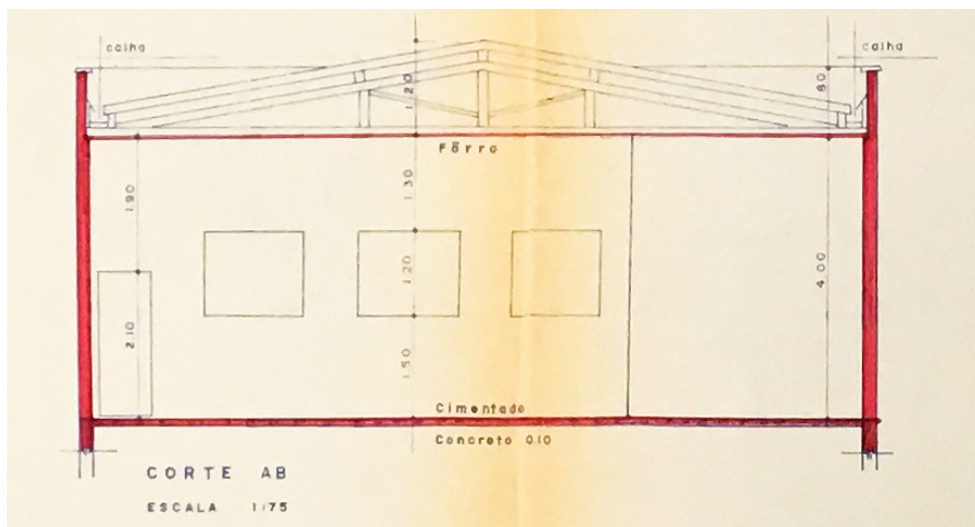 calha
calha
1.20
80
Fôrro
1.90
1.30
1.20
4.00
2.10
1.50
Cimentado
Concreto 0.10
CORTE AB
ESCALA 1:75